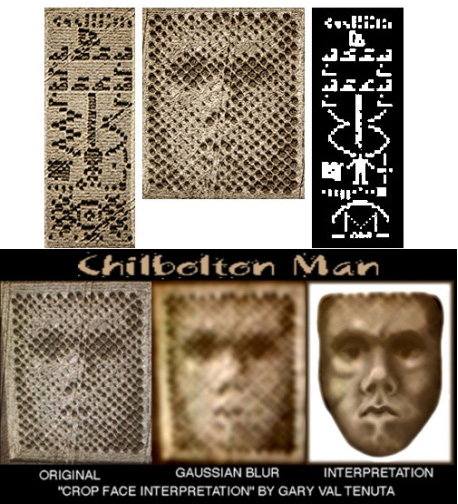 Chilbolton Man
ORIGINAL GAUSSIAN BLUR INTERPRETATION
"CROP FACE INTERPRETATION" BY GARY VAL TENUTA